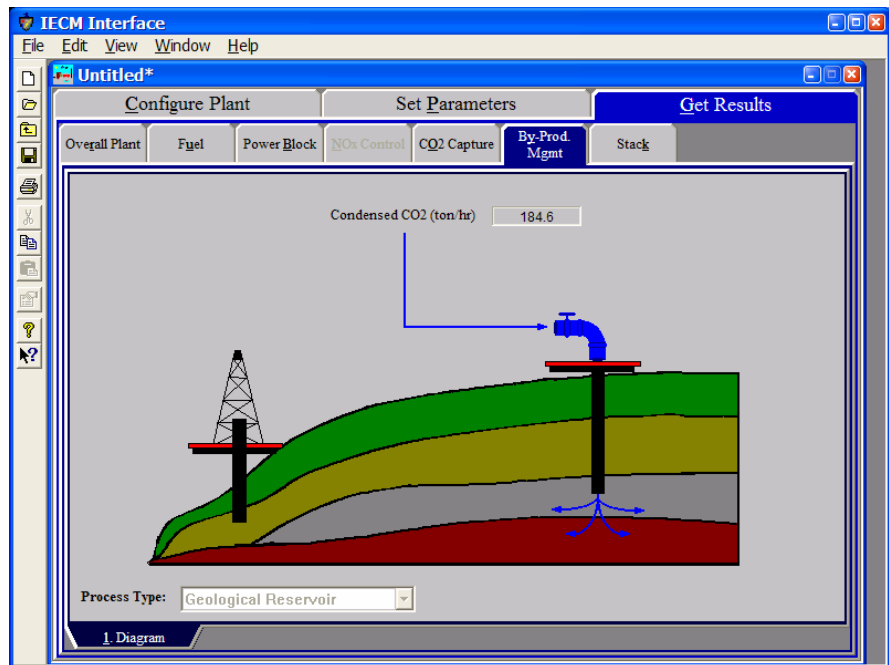 IECM Interface
File Edit View Window Help
Untitled*
Configure Plant Set Parameters Get Results
Overall Plant Fuel Power Block NOx Control CO2 Capture By-Prod. Mgmt Stack
Condensed CO2 (ton/hr) 184.6
Process Type: Geological Reservoir
1. Diagram